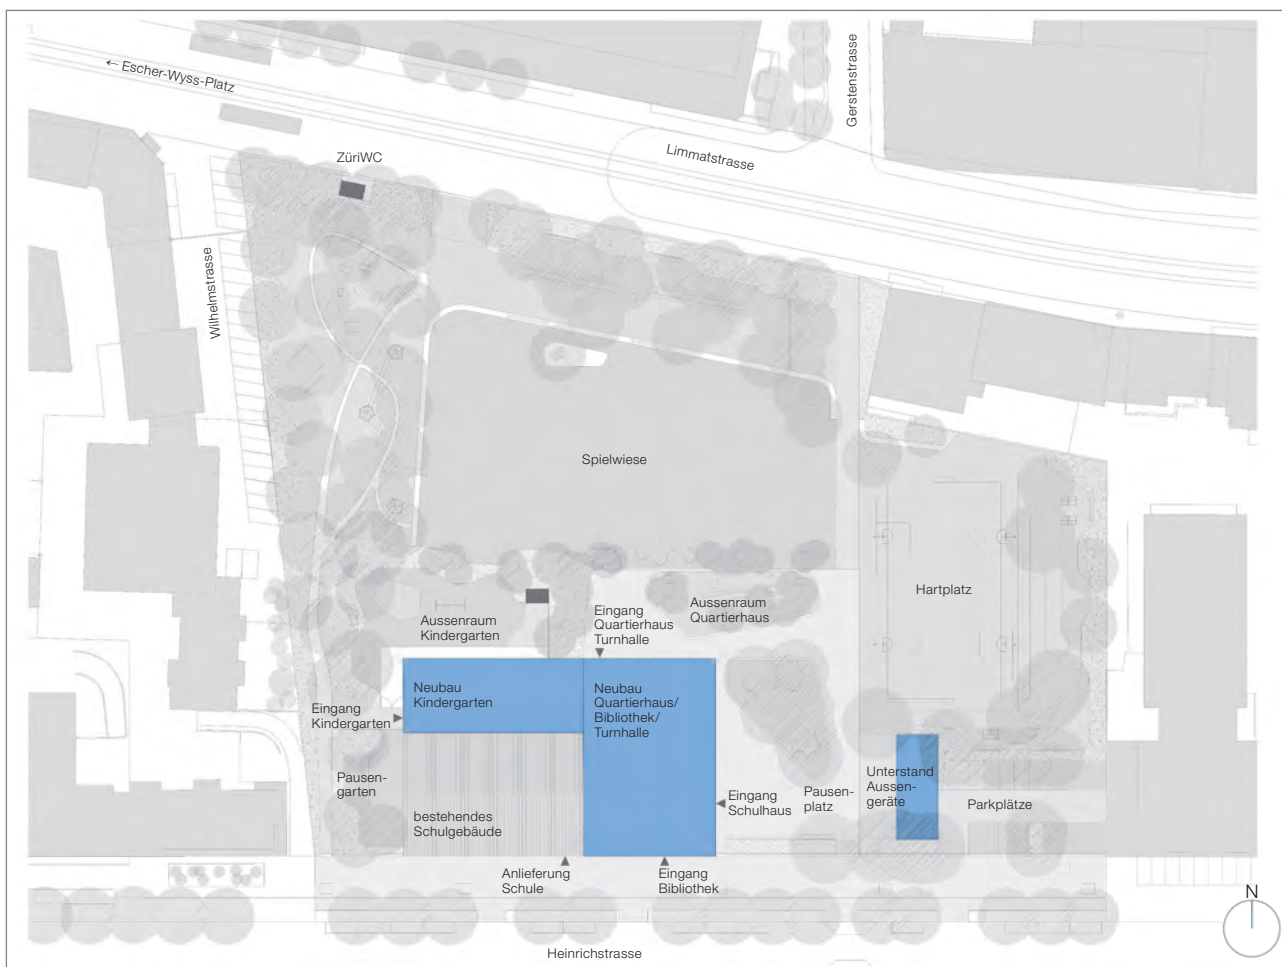 ← Escher-Wyss-Platz
Gerstenstrasse
Limmatstrasse
ZüriWC
Wilhelmstrasse
Spielwiese
Hartplatz
Aussenraum
Kindergarten
Eingang
Quartierhaus
Turnhalle
Aussenraum
Quartierhaus
Neubau
Kindergarten
Neubau
Quartierhaus/
Bibliothek/
Turnhalle
Eingang
Kindergarten
Pausen-
garten
bestehendes
Schulgebäude
Eingang
Schulhaus
Pausen-
platz
Unterstand
Aussen-
geräte
Parkplätze
Anlieferung
Schule
Eingang
Bibliothek
N
Heinrichstrasse